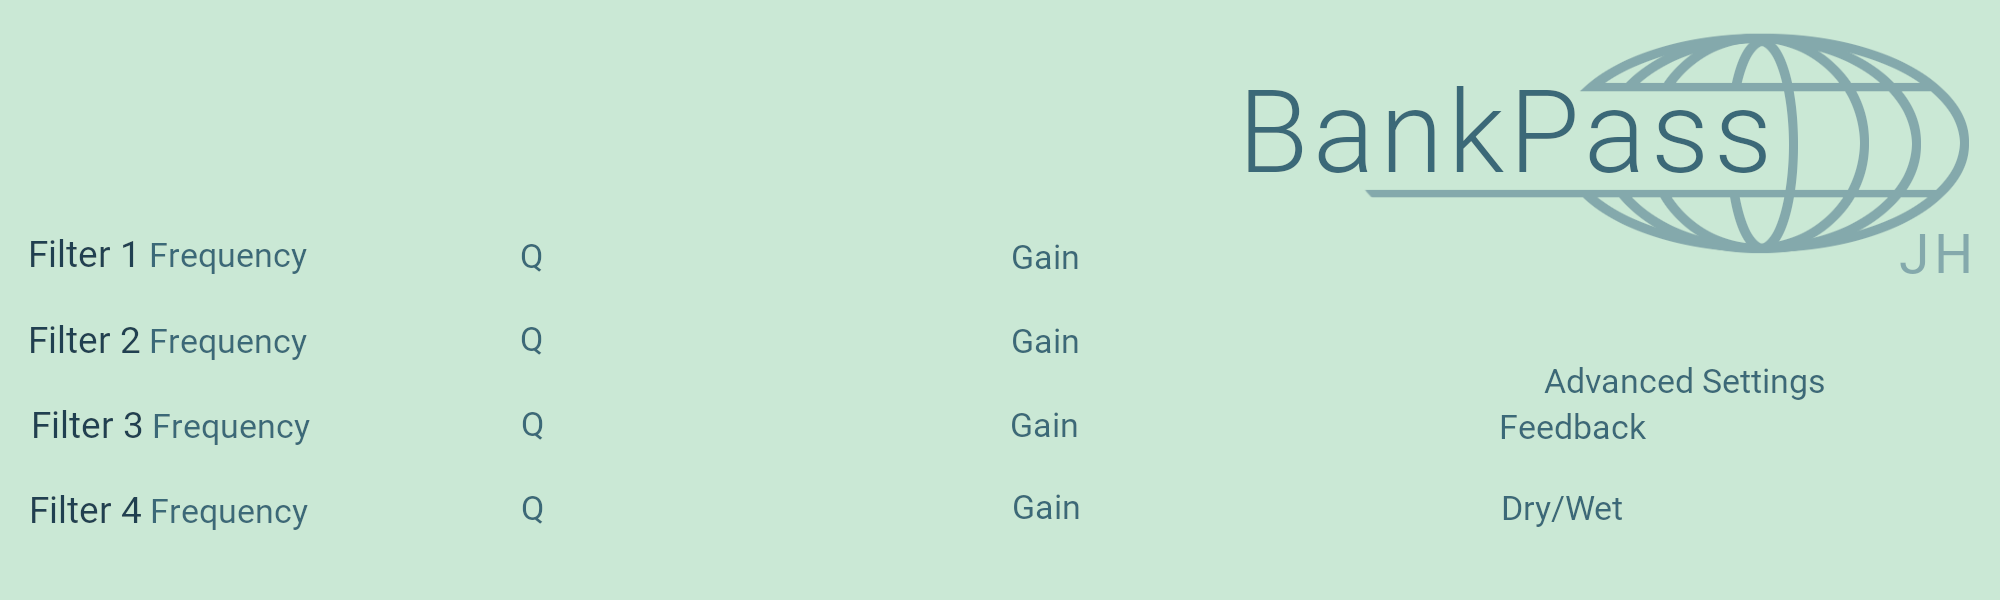 BankPass
JH
Filter 1 Frequency Q Gain
Filter 2 Frequency Q Gain
Advanced Settings
Filter 3 Frequency Q Gain Feedback
Filter 4 Frequency Q Gain Dry/Wet